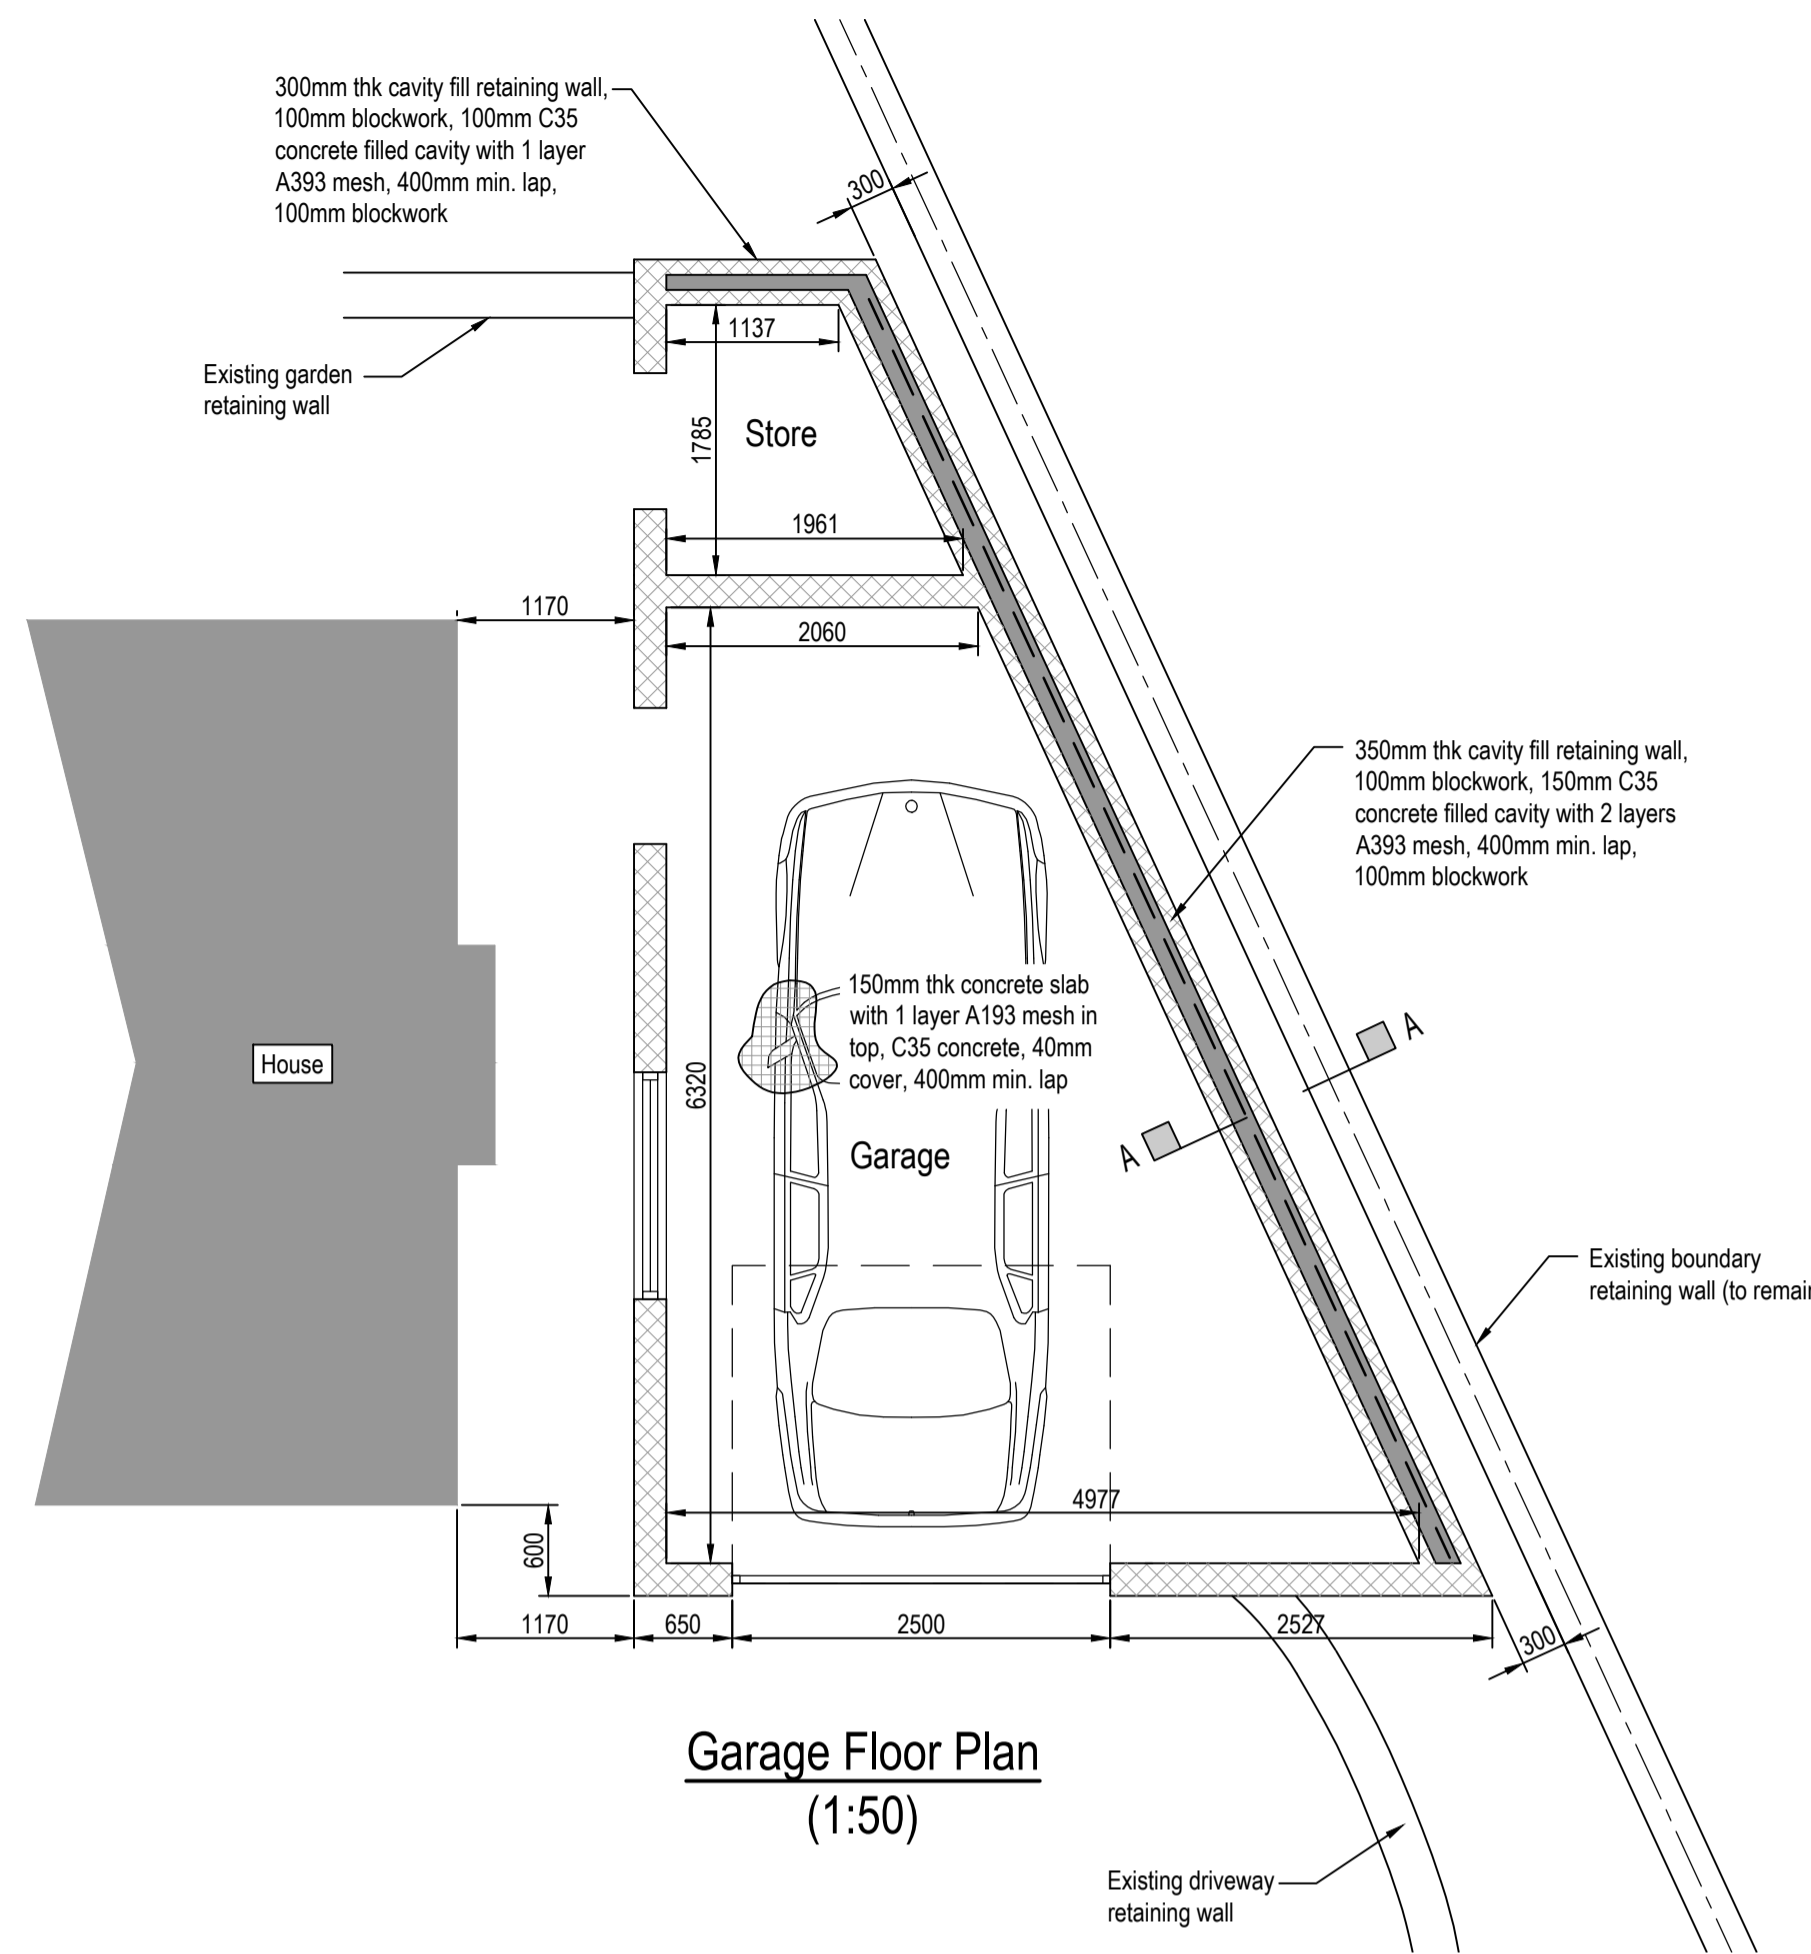 300mm thk cavity fill retaining wall,
100mm blockwork, 100mm C35
concrete filled cavity with 1 layer
A393 mesh, 400mm min. lap,
100mm blockwork
300
1137
Existing garden
retaining wall
1785
Store
1961
1170
2060
350mm thk cavity fill retaining wall,
100mm blockwork, 150mm C35
concrete filled cavity with 2 layers
A393 mesh, 400mm min. lap,
100mm blockwork
150mm thk concrete slab
with 1 layer A193 mesh in
top, C35 concrete, 40mm
cover, 400mm min. lap
House
6320
A
A
Garage
Existing boundary
retaining wall (to remain
4977
600
1170
650
2500
2527
300
Garage Floor Plan
(1:50)
Existing driveway
retaining wall